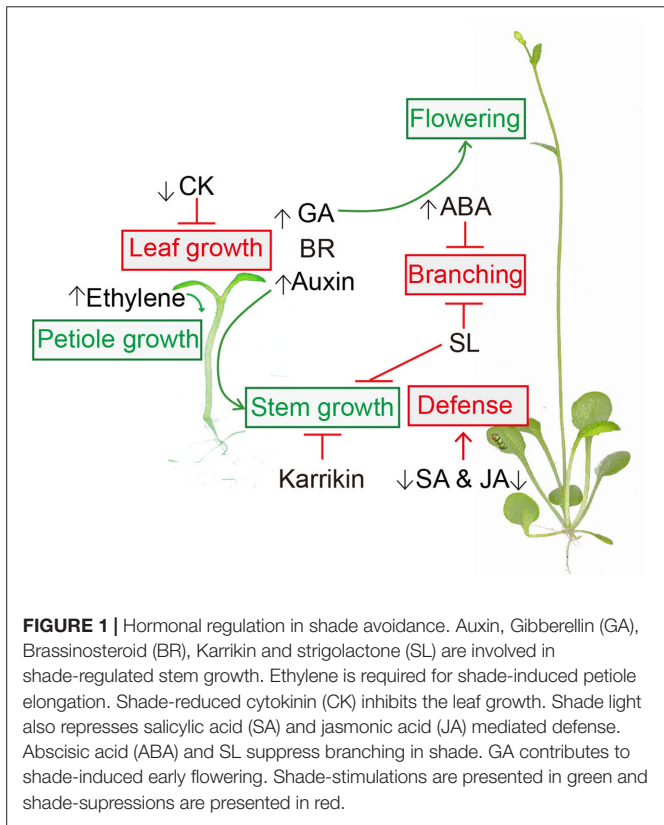 Flowering
↓CK
↑GA
↑ABA
Leaf growth
BR
Branching
↑Auxin
↑Ethylene
Petiole growth
SL
Stem growth
Defense
Karrikin
↓SA & JA↓
FIGURE 1 | Hormonal regulation in shade avoidance. Auxin, Gibberellin (GA),
Brassinosteroid (BR), Karrikin and strigolactone (SL) are involved in
shade-regulated stem growth. Ethylene is required for shade-induced petiole
elongation. Shade-reduced cytokinin (CK) inhibits the leaf growth. Shade light
also represses salicylic acid (SA) and jasmonic acid (JA) mediated defense.
Abscisic acid (ABA) and SL suppress branching in shade. GA contributes to
shade-induced early flowering. Shade-stimulations are presented in green and
shade-supressions are presented in red.